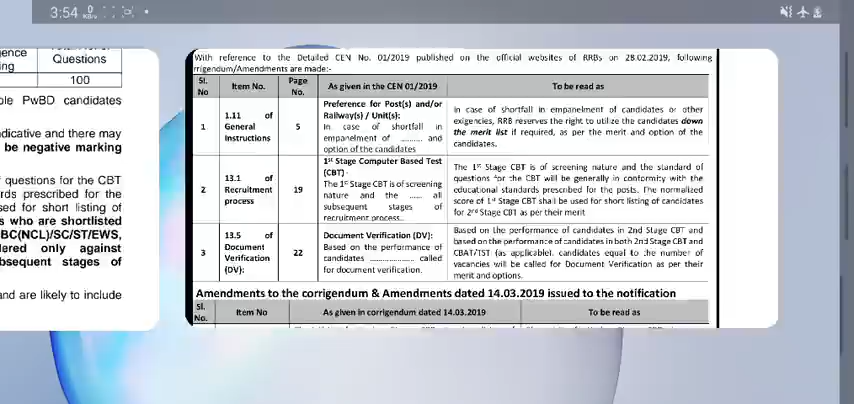 3:54
ence
ing
Questions
100
ble PwBD candidates
ndicative and there may
be negative marking
questions for the CBT
rds prescribed for the
sed for short listing of
s who are shortlisted
BC(NCL)/SC/ST/EWS,
ered only against
bsequent stages of
and are likely to include
With reference to the Detailed CEN No. 01/2019 published on the official websites of RRBs on 28.02.2019, following
rrigendum/Amendments are made:-
Sl. No
Item No.
Page No.
As given in the CEN 01/2019
To be read as
1
1.11 of
General
Instructions
5
Preference for Post(s) and/or
Railway(s) / Unit(s):
In case of shortfall in
empanelment of .......... and
option of the candidates
In case of shortfall in empanelment of candidates or other
exigencies, RRB reserves the right to utilize the candidates down
the merit list if required, as per the merit and option of the
candidates.
2
13.1 of
Recruitment
process
19
1st Stage Computer Based Test
(CBT) -
The 1st Stage CBT is of screening
nature and the ...... all
subsequent stages of
recruitment process..
The 1st Stage CBT is of screening nature and the standard of
questions for the CBT will be generally in conformity with the
educational standards prescribed for the posts. The normalized
score of 1st Stage CBT shall be used for short listing of candidates
for 2nd Stage CBT as per their merit
3
13.5 of
Document
Verification
(DV):
22
Document Verification (DV):
Based on the performance of
candidates ..................... called
for document verification.
Based on the performance of candidates in 2nd Stage CBT and
based on the performance of candidates in both 2nd Stage CBT and
CBAT/TST (as applicable), candidates equal to the number of
vacancies will be called for Document Verification as per their
merit and options.
Amendments to the corrigendum & Amendments dated 14.03.2019 issued to the notification
Sl. No.
Item No
As given in corrigendum dated 14.03.2019
To be read as